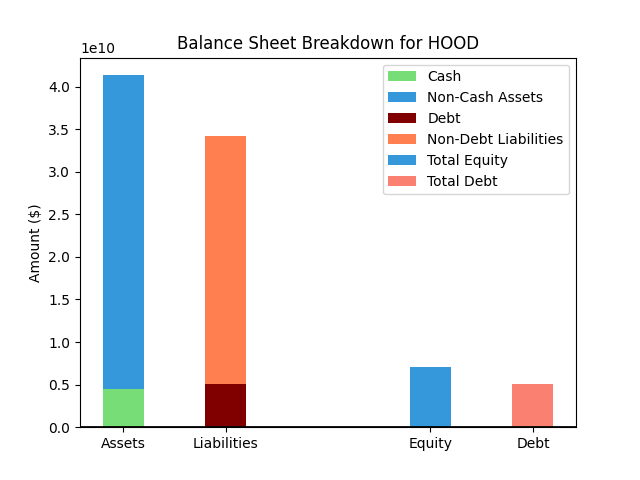 Balance Sheet Breakdown for HOOD
1e10
Cash
Non-Cash Assets
Debt
Non-Debt Liabilities
Total Equity
Total Debt
Amount ($)
4.0
3.5
3.0
2.5
2.0
1.5
1.0
0.5
0.0
Assets Liabilities Equity Debt